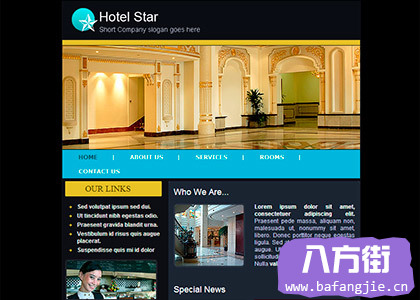 Hotel Star
Short Company slogan goes here
HOME | ABOUT US | SERVICES | ROOMS |
CONTACT US
OUR LINKS
Sed volutpat ipsum sed dui.
Ut tincidunt nibh egestas odio.
Praesent gravida blandit urna.
Vestibulum id risus quis augue
placerat.
Suspendisse quis mi id dolor
Who We Are...
Lorem ipsum dolor sit amet,
consectetuer adipiscing elit.
Praesent pede massa, aliquam non,
malesuada ut, nonummy sit amet,
libero. Donec porttitor neque egestas
ligula. Sed a
augue. U
lorem. C
Nulla
Special News
八方街
www.bafangjie.cn